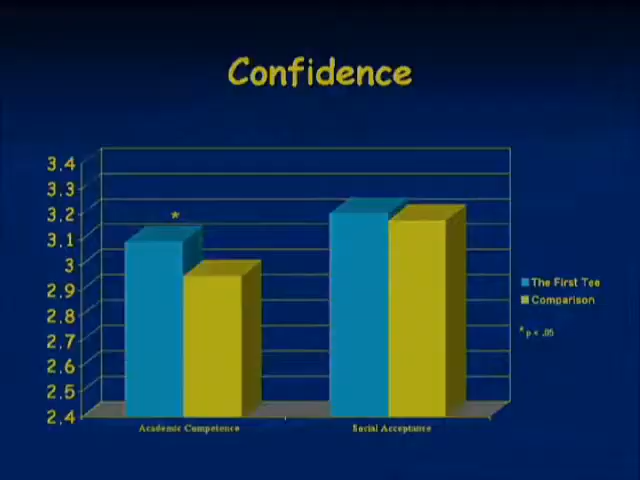 Confidence
3.4
3.3
3.2
3.1
3
2.9
2.8
2.7
2.6
2.5
2.4
*
Academic Competence
Social Acceptance
The First Tee
Comparison
* p < .05